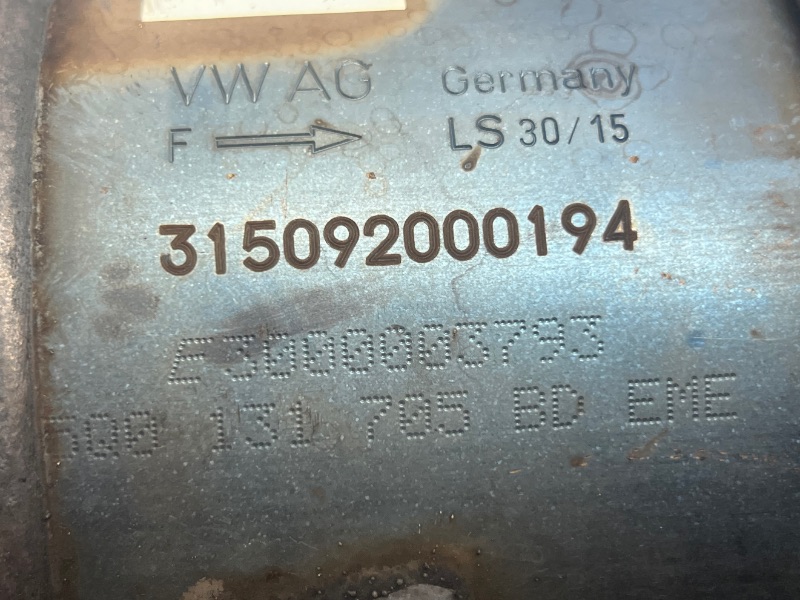 VW AG Germany
F LS 30/15
315092000194
E3000003793
5Q0 131 705 BD EME